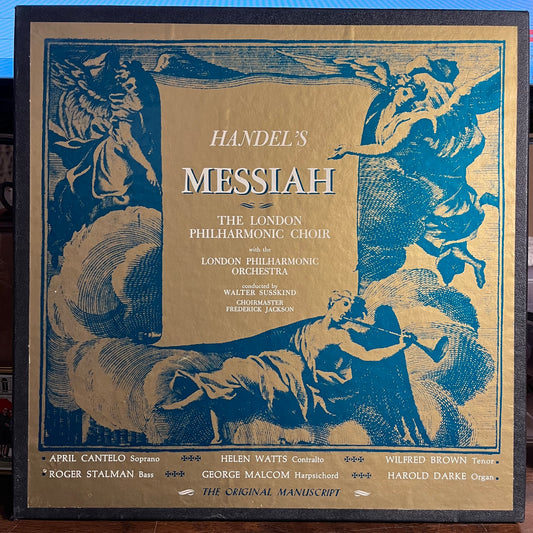 HANDEL'S
MESSIAH
THE LONDON
PHILHARMONIC CHOIR
with the
LONDON PHILHARMONIC
ORCHESTRA
conducted by
WALTER SUSSKIND
CHOIRMASTER
FREDERICK JACKSON
APRIL CANTELO Soprano HELEN WATTS Contralto WILFRED BROWN Tenor
ROGER STALMAN Bass GEORGE MALCOM Harpsichord HAROLD DARKE Organ
THE ORIGINAL MANUSCRIPT